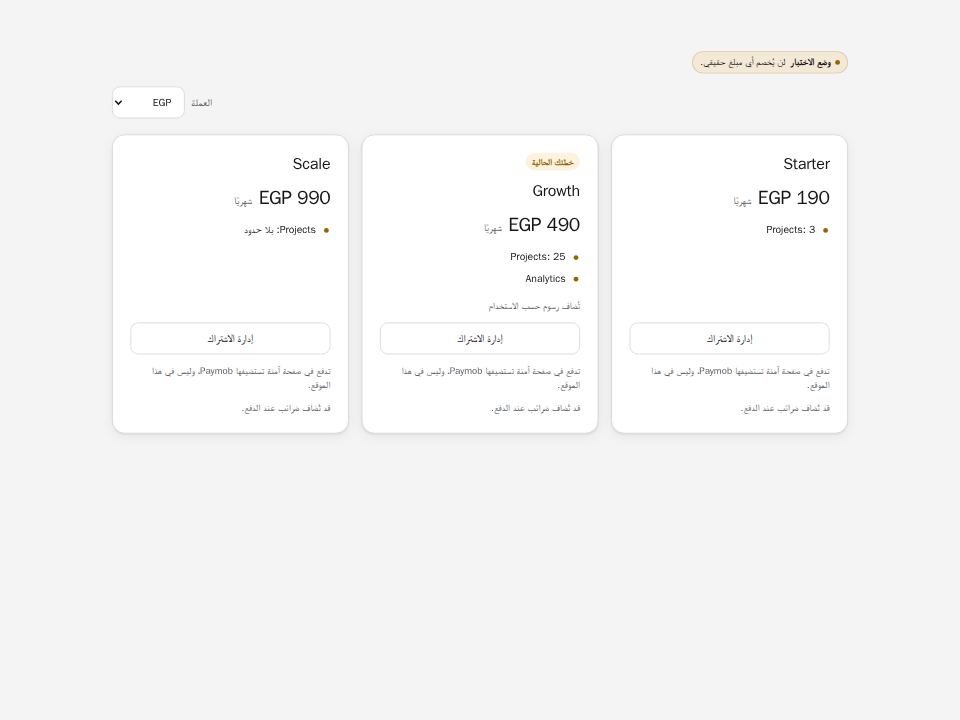 وضع الاختبار لن يُخصم أي مبلغ حقيقي.
العملة EGP
Starter
EGP 190 شهريًا
Projects: 3
إدارة الاشتراك
تدفع في صفحة آمنة تستضيفها Paymob، وليس في هذا
الموقع.
قد تُضاف ضرائب عند الدفع.
خطتك الحالية
Growth
EGP 490 شهريًا
Projects: 25
Analytics
تُضاف رسوم حسب الاستخدام
إدارة الاشتراك
تدفع في صفحة آمنة تستضيفها Paymob، وليس في هذا
الموقع.
قد تُضاف ضرائب عند الدفع.
Scale
EGP 990 شهريًا
Projects: بلا حدود
إدارة الاشتراك
تدفع في صفحة آمنة تستضيفها Paymob، وليس في هذا
الموقع.
قد تُضاف ضرائب عند الدفع.